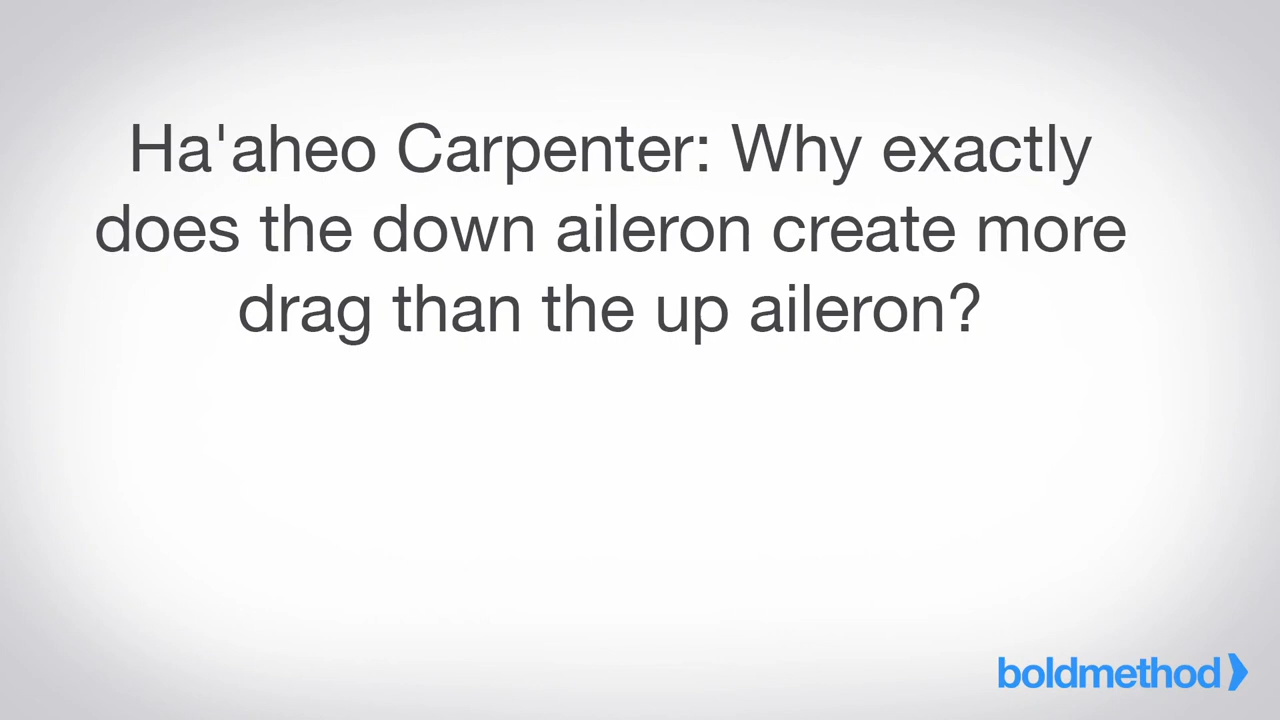 Ha'aheo Carpenter: Why exactly
does the down aileron create more
drag than the up aileron?
boldmethod